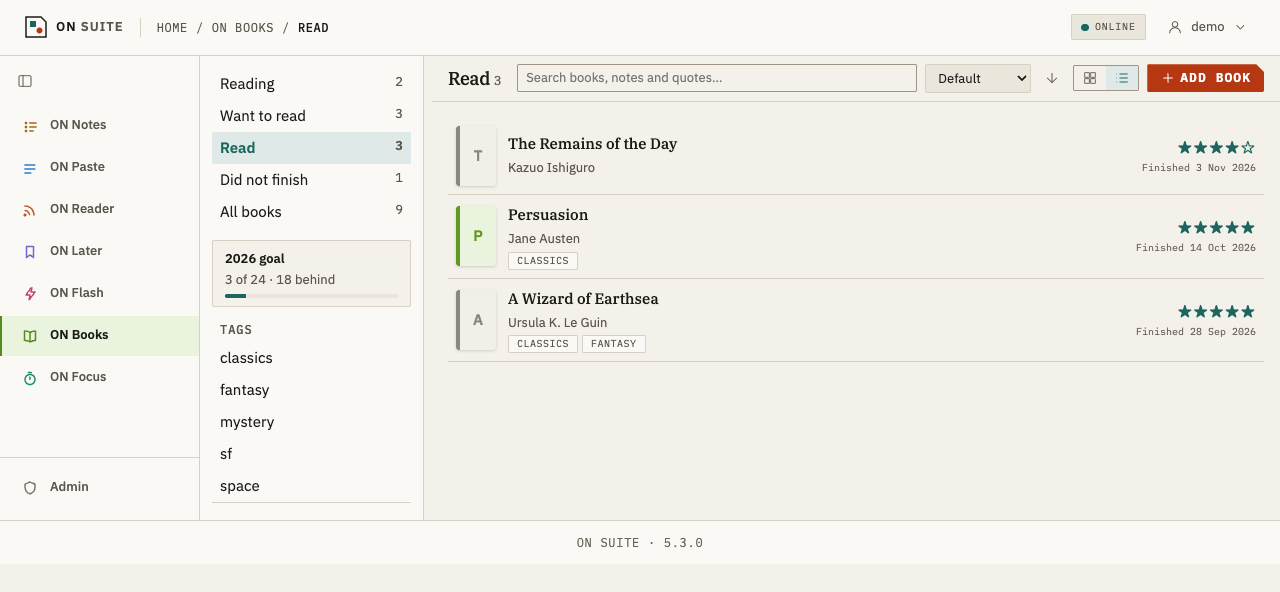 ON SUITE
HOME / ON BOOKS / READ
ONLINE
demo
ON Notes
ON Paste
ON Reader
ON Later
ON Flash
ON Books
ON Focus
Admin
Reading 2
Want to read 3
Read 3
Did not finish 1
All books 9
2026 goal
3 of 24 · 18 behind
TAGS
classics
fantasy
mystery
sf
space
Read 3
Search books, notes and quotes...
Default
ADD BOOK
T
The Remains of the Day
Kazuo Ishiguro
Finished 3 Nov 2026
P
Persuasion
Jane Austen
CLASSICS
Finished 14 Oct 2026
A
A Wizard of Earthsea
Ursula K. Le Guin
CLASSICS FANTASY
Finished 28 Sep 2026
ON SUITE · 5.3.0